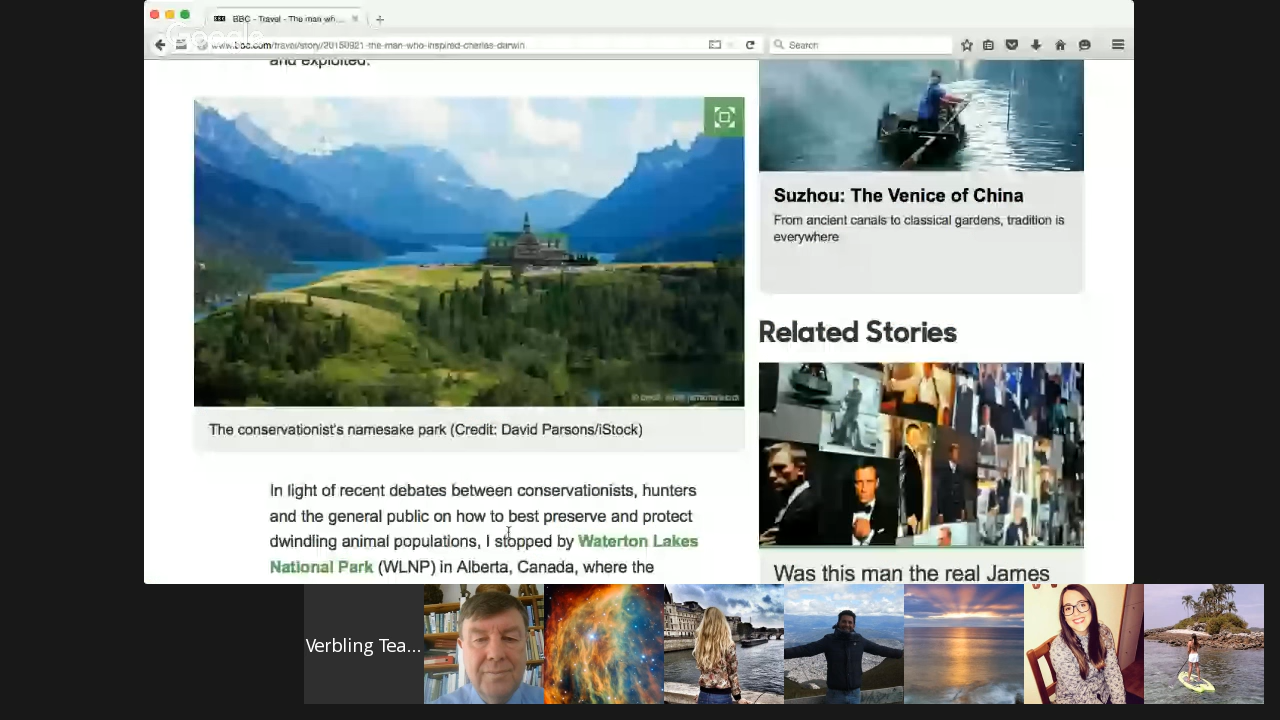 BBC - Travel - The man wh...
Google
www.bbc.com/travel/story/20150921-the-man-who-inspired-charles-darwin
Search
and exploited.
The conservationist's namesake park (Credit: David Parsons/iStock)
In light of recent debates between conservationists, hunters
and the general public on how to best preserve and protect
dwindling animal populations, I stopped by Waterton Lakes
National Park (WLNP) in Alberta, Canada, where the
Suzhou: The Venice of China
From ancient canals to classical gardens, tradition is
everywhere
Related Stories
Was this man the real James
Verbling Tea...